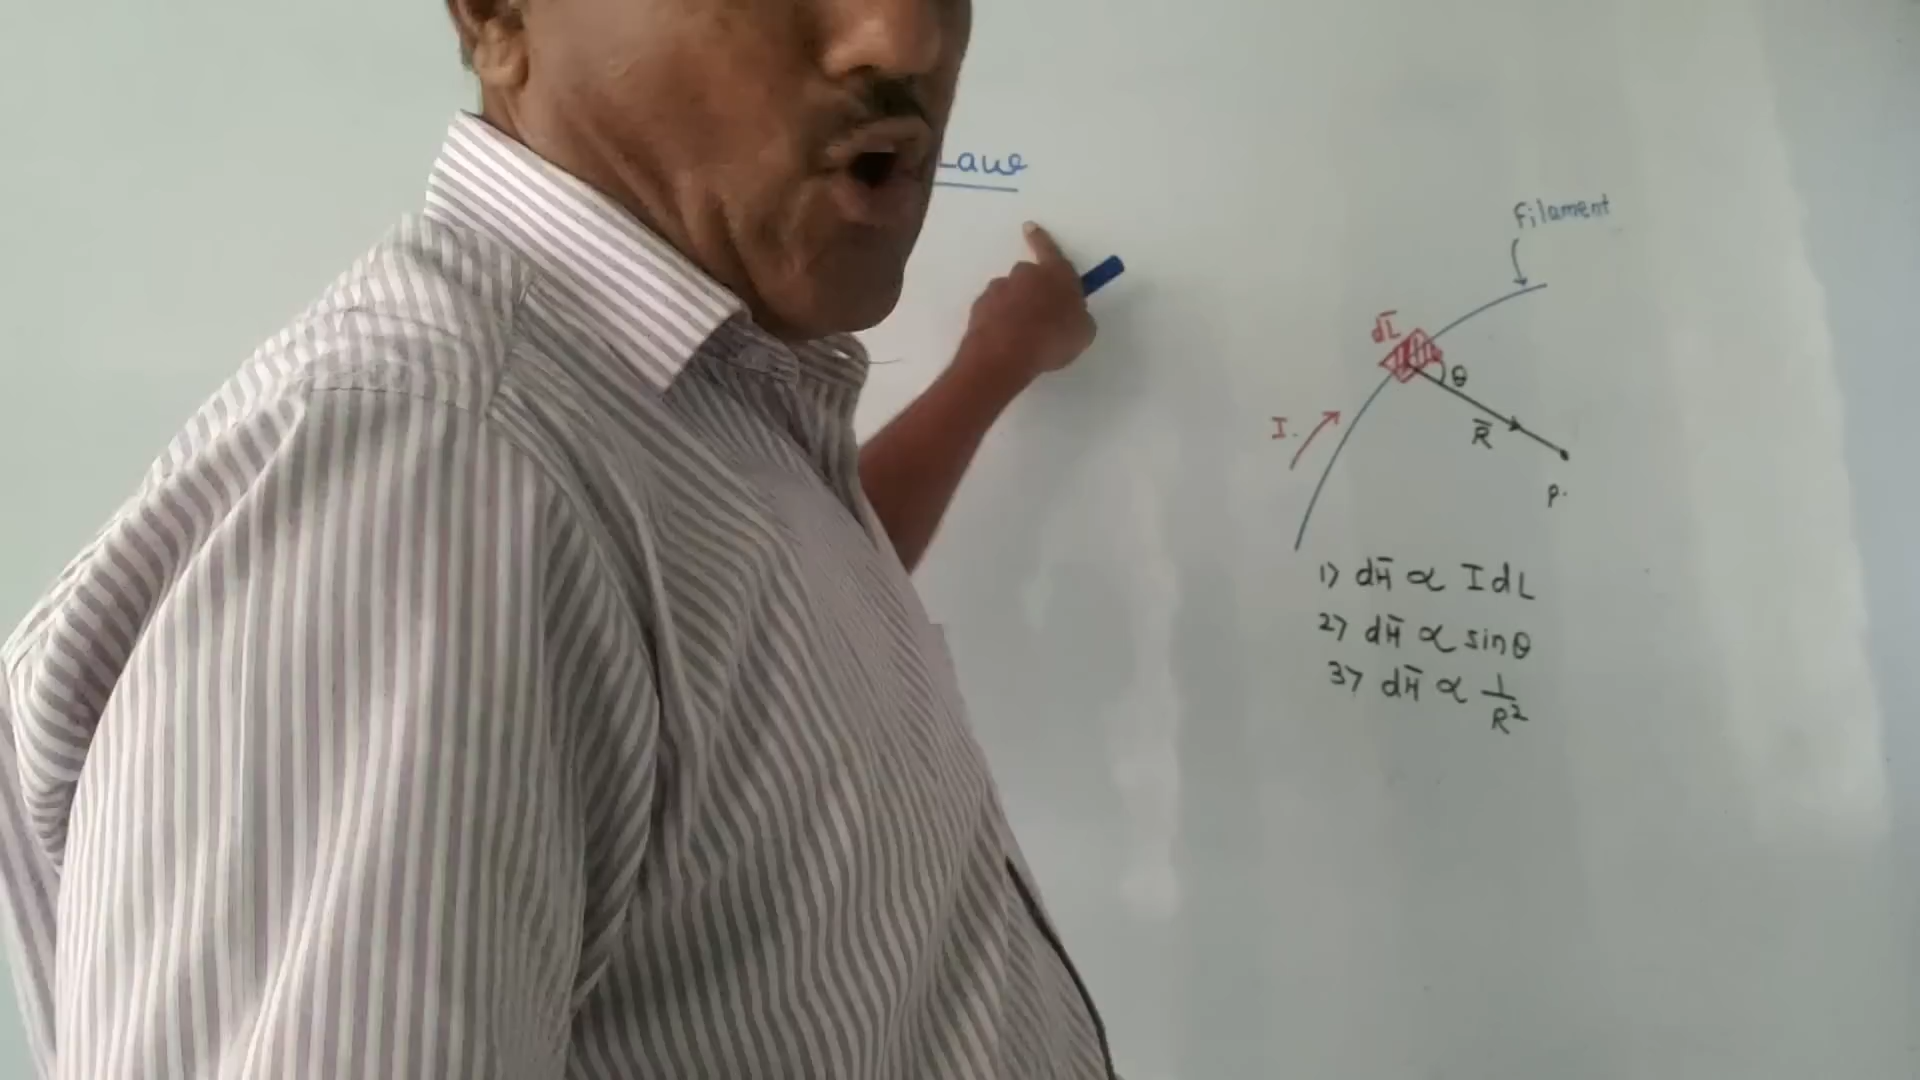 Law
Filament
dL̅
θ
I.
R̅
P.
1> dH̅ ∝ IdL
2> dH̅ ∝ sinθ
3> dH̅ ∝ 1/R²